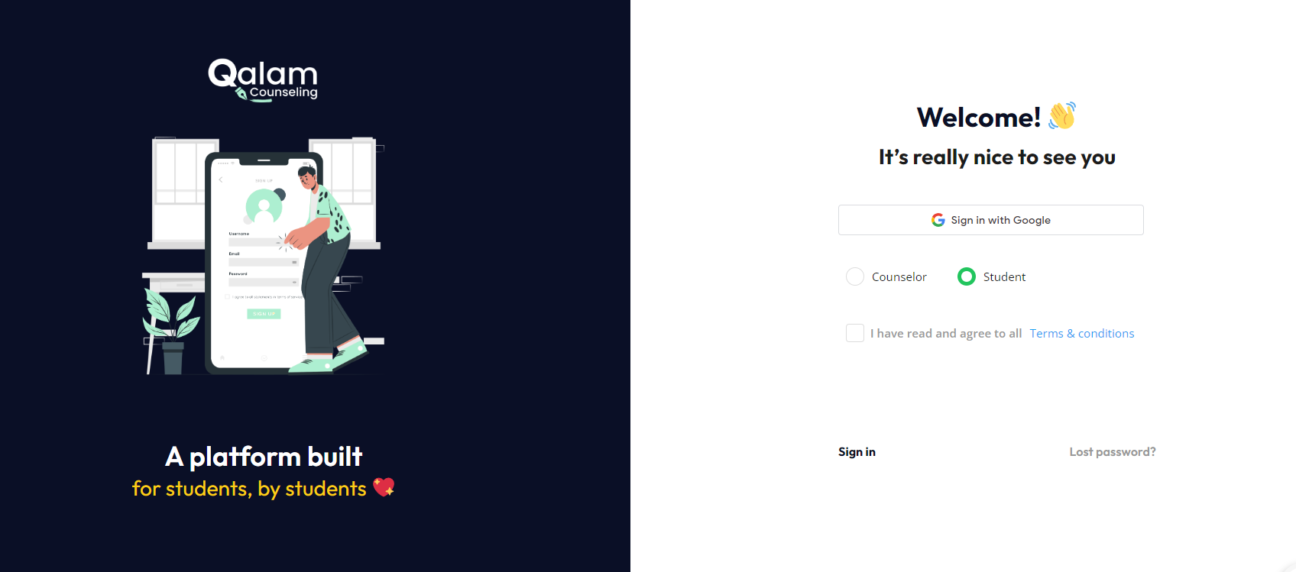 Qalam
Counseling
SIGN UP
Username
Email
Password
SIGN UP
A platform built
for students, by students 💖
Welcome! 👋
It's really nice to see you
Sign in with Google
Counselor
Student
I have read and agree to all Terms & conditions
Sign in
Lost password?